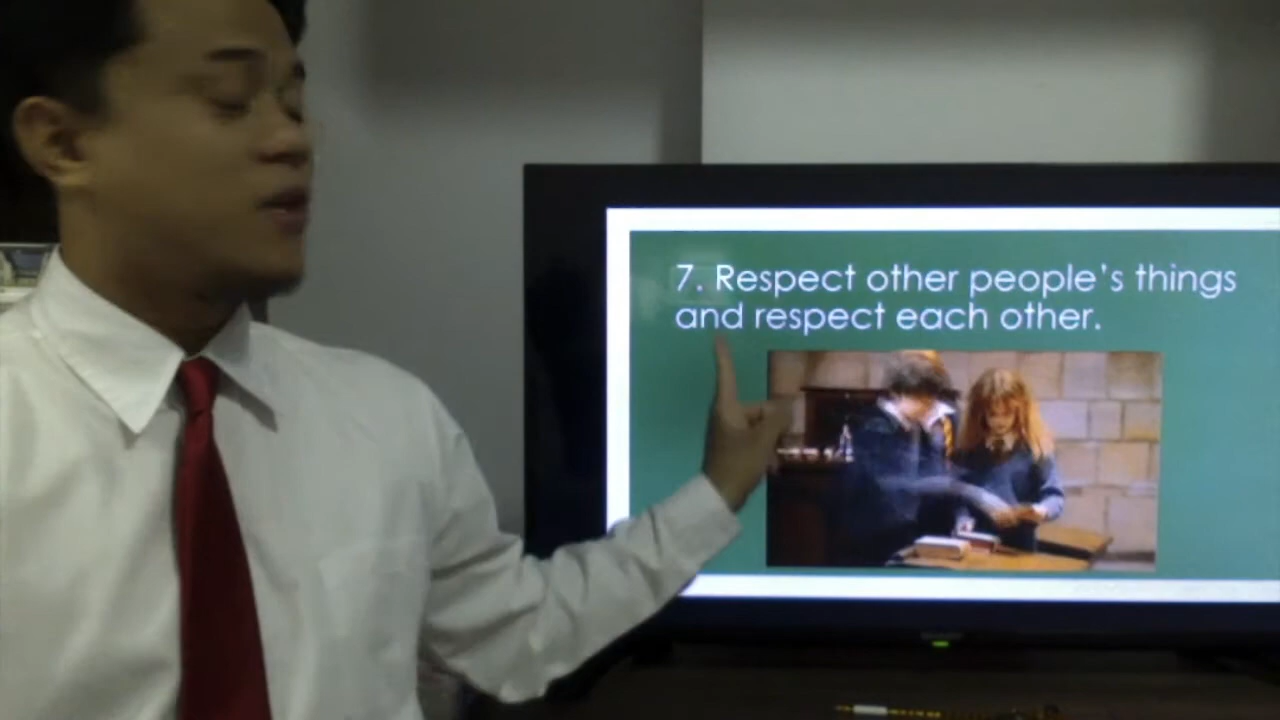 7. Respect other people's things
and respect each other.